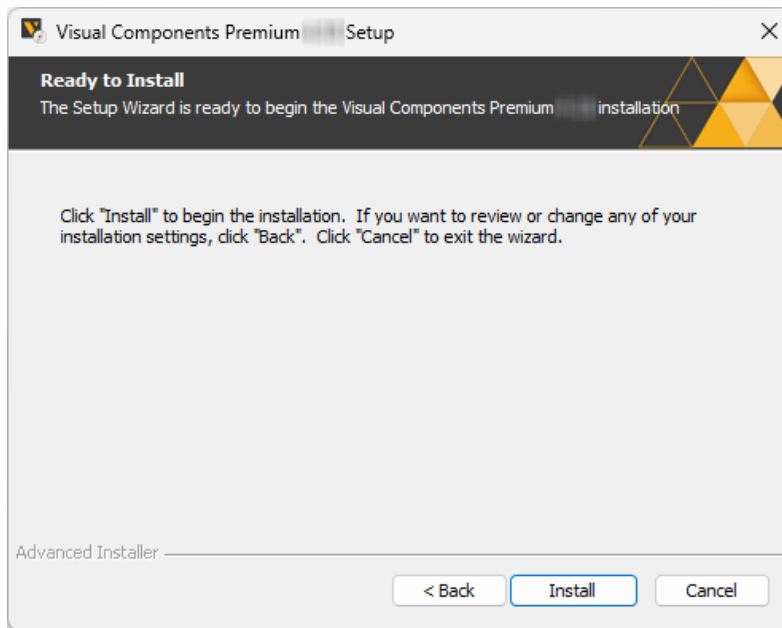 Visual Components Premium Setup
Ready to Install
The Setup Wizard is ready to begin the Visual Components Premium installation
Click "Install" to begin the installation.  If you want to review or change any of your
installation settings, click "Back".  Click "Cancel" to exit the wizard.
Advanced Installer
< Back
Install
Cancel